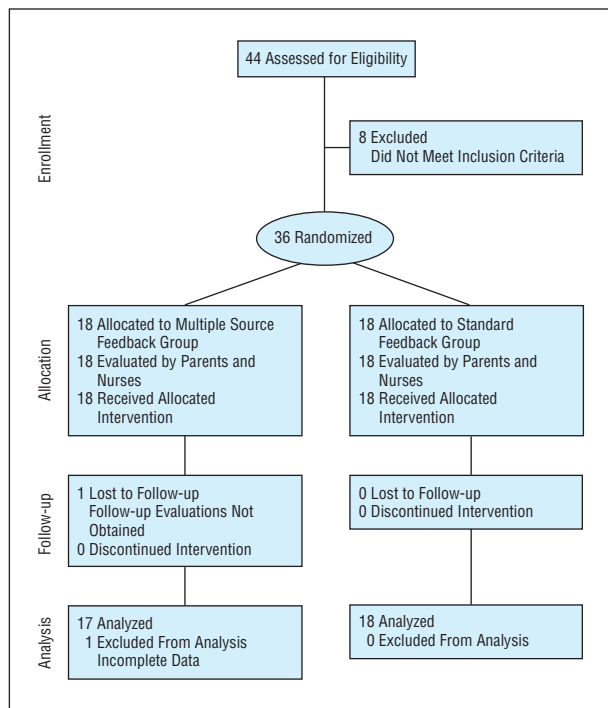 Enrollment
44 Assessed for Eligibility
8 Excluded
Did Not Meet Inclusion Criteria
36 Randomized
Allocation
18 Allocated to Multiple Source
Feedback Group
18 Evaluated by Parents and
Nurses
18 Received Allocated
Intervention
18 Allocated to Standard
Feedback Group
18 Evaluated by Parents and
Nurses
18 Received Allocated
Intervention
Follow-up
1 Lost to Follow-up
Follow-up Evaluations Not
Obtained
0 Discontinued Intervention
0 Lost to Follow-up
0 Discontinued Intervention
Analysis
17 Analyzed
1 Excluded From Analysis
Incomplete Data
18 Analyzed
0 Excluded From Analysis